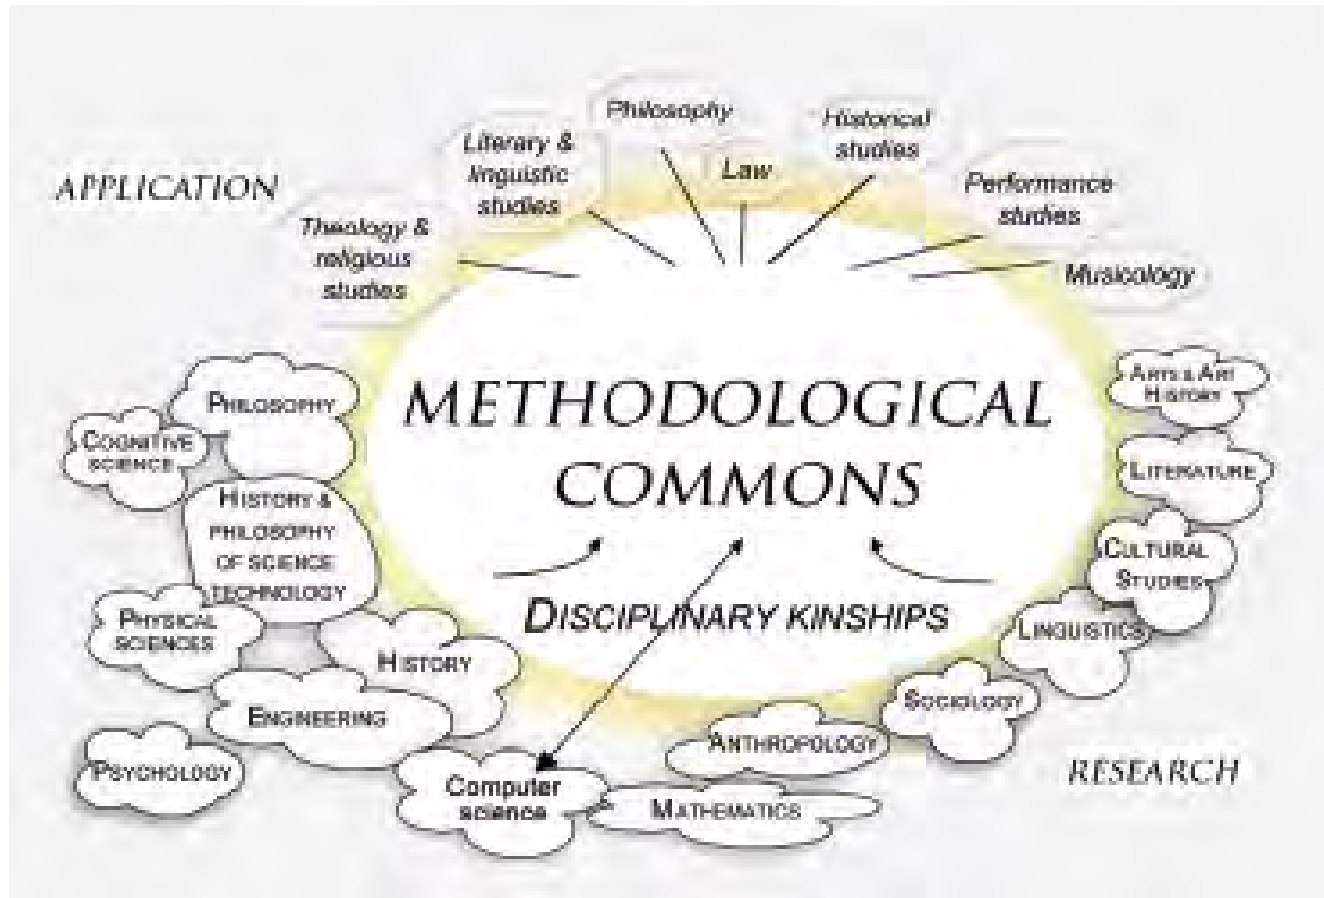 Philosophy
Historical
studies
Literary &
linguistic
studies
Law
Performance
studies
APPLICATION
Theology &
religious
studies
Musicology
METHODOLOGICAL
COMMONS
DISCIPLINARY KINSHIPS
PHILOSOPHY
COGNITIVE
SCIENCE
HISTORY &
PHILOSOPHY
OF SCIENCE
TECHNOLOGY
PHYSICAL
SCIENCES
HISTORY
ENGINEERING
PSYCHOLOGY
Computer
science
MATHEMATICS
ANTHROPOLOGY
SOCIOLOGY
LINGUISTICS
CULTURAL
STUDIES
LITERATURE
ARTS & ART
HISTORY
RESEARCH